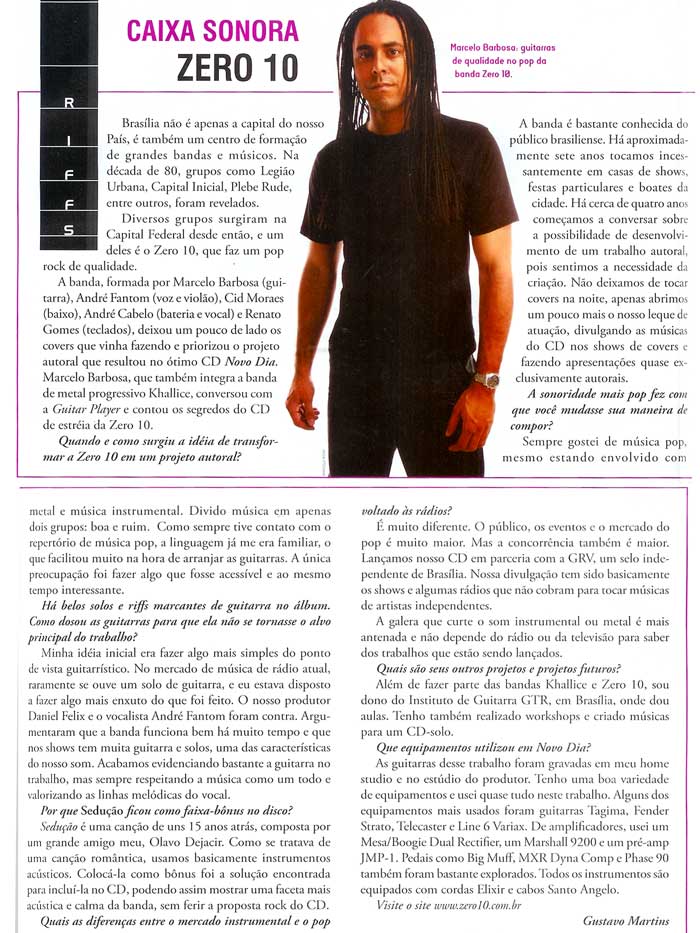 CAIXA SONORA
ZERO 10
Marcelo Barbosa: guitarras
de qualidade no pop da
banda Zero 10.
RIFFS
Brasília não é apenas a capital do nosso
País, é também um centro de formação
de grandes bandas e músicos. Na
década de 80, grupos como Legião
Urbana, Capital Inicial, Plebe Rude,
entre outros, foram revelados.
Diversos grupos surgiram na
Capital Federal desde então, e um
deles é o Zero 10, que faz um pop
rock de qualidade.
A banda, formada por Marcelo Barbosa (gui-
tarra), André Fantom (voz e violão), Cid Moraes
(baixo), André Cabelo (bateria e vocal) e Renato
Gomes (teclados), deixou um pouco de lado os
covers que vinha fazendo e priorizou o projeto
autoral que resultou no ótimo CD Novo Dia.
Marcelo Barbosa, que também integra a banda
de metal progressivo Khallice, conversou com
a Guitar Player e contou os segredos do CD
de estréia da Zero 10.
Quando e como surgiu a idéia de transfor-
mar a Zero 10 em um projeto autoral?
A banda é bastante conhecida do
público brasiliense. Há aproximada-
mente sete anos tocamos inces-
santemente em casas de shows,
festas particulares e boates da
cidade. Há cerca de quatro anos
começamos a conversar sobre
a possibilidade de desenvolvi-
mento de um trabalho autoral,
pois sentimos a necessidade da
criação. Não deixamos de tocar
covers na noite, apenas abrimos
um pouco mais o nosso leque de
atuação, divulgando as músicas
do CD nos shows de covers e
fazendo apresentações quase ex-
clusivamente autorais.
A sonoridade mais pop fez com
que você mudasse sua maneira de
compor?
Sempre gostei de música pop,
mesmo estando envolvido com
metal e música instrumental. Divido música em apenas
dois grupos: boa e ruim. Como sempre tive contato com o
repertório de música pop, a linguagem já me era familiar, o
que facilitou muito na hora de arranjar as guitarras. A única
preocupação foi fazer algo que fosse acessível e ao mesmo
tempo interessante.
Há belos solos e riffs marcantes de guitarra no álbum.
Como dosou as guitarras para que ela não se tornasse o alvo
principal do trabalho?
Minha idéia inicial era fazer algo mais simples do ponto
de vista guitarrístico. No mercado de música de rádio atual,
raramente se ouve um solo de guitarra, e eu estava disposto
a fazer algo mais enxuto do que foi feito. O nosso produtor
Daniel Felix e o vocalista André Fantom foram contra. Argu-
mentaram que a banda funciona bem há muito tempo e que
nos shows tem muita guitarra e solos, uma das características
do nosso som. Acabamos evidenciando bastante a guitarra no
trabalho, mas sempre respeitando a música como um todo e
valorizando as linhas melódicas do vocal.
Por que Sedução ficou como faixa-bônus no disco?
Sedução é uma canção de uns 15 anos atrás, composta por
um grande amigo meu, Olavo Dejacir. Como se tratava de
uma canção romântica, usamos basicamente instrumentos
acústicos. Colocá-la como bônus foi a solução encontrada
para incluí-la no CD, podendo assim mostrar uma faceta mais
acústica e calma da banda, sem ferir a proposta rock do CD.
Quais as diferenças entre o mercado instrumental e o pop
voltado às rádios?
É muito diferente. O público, os eventos e o mercado do
pop é muito maior. Mas a concorrência também é maior.
Lançamos nosso CD em parceria com a GRV, um selo inde-
pendente de Brasília. Nossa divulgação tem sido basicamente
os shows e algumas rádios que não cobram para tocar músicas
de artistas independentes.
A galera que curte o som instrumental ou metal é mais
antenada e não depende do rádio ou da televisão para saber
dos trabalhos que estão sendo lançados.
Quais são seus outros projetos e projetos futuros?
Além de fazer parte das bandas Khallice e Zero 10, sou
dono do Instituto de Guitarra GTR, em Brasília, onde dou
aulas. Tenho também realizado workshops e criado músicas
para um CD-solo.
Que equipamentos utilizou em Novo Dia?
As guitarras desse trabalho foram gravadas em meu home
studio e no estúdio do produtor. Tenho uma boa variedade
de equipamentos e usei quase tudo neste trabalho. Alguns dos
equipamentos mais usados foram guitarras Tagima, Fender
Strato, Telecaster e Line 6 Variax. De amplificadores, usei um
Mesa/Boogie Dual Rectifier, um Marshall 9200 e um pré-amp
JMP-1. Pedais como Big Muff, MXR Dyna Comp e Phase 90
também foram bastante explorados. Todos os instrumentos são
equipados com cordas Elixir e cabos Santo Angelo.
Visite o site www.zero10.com.br
Gustavo Martins